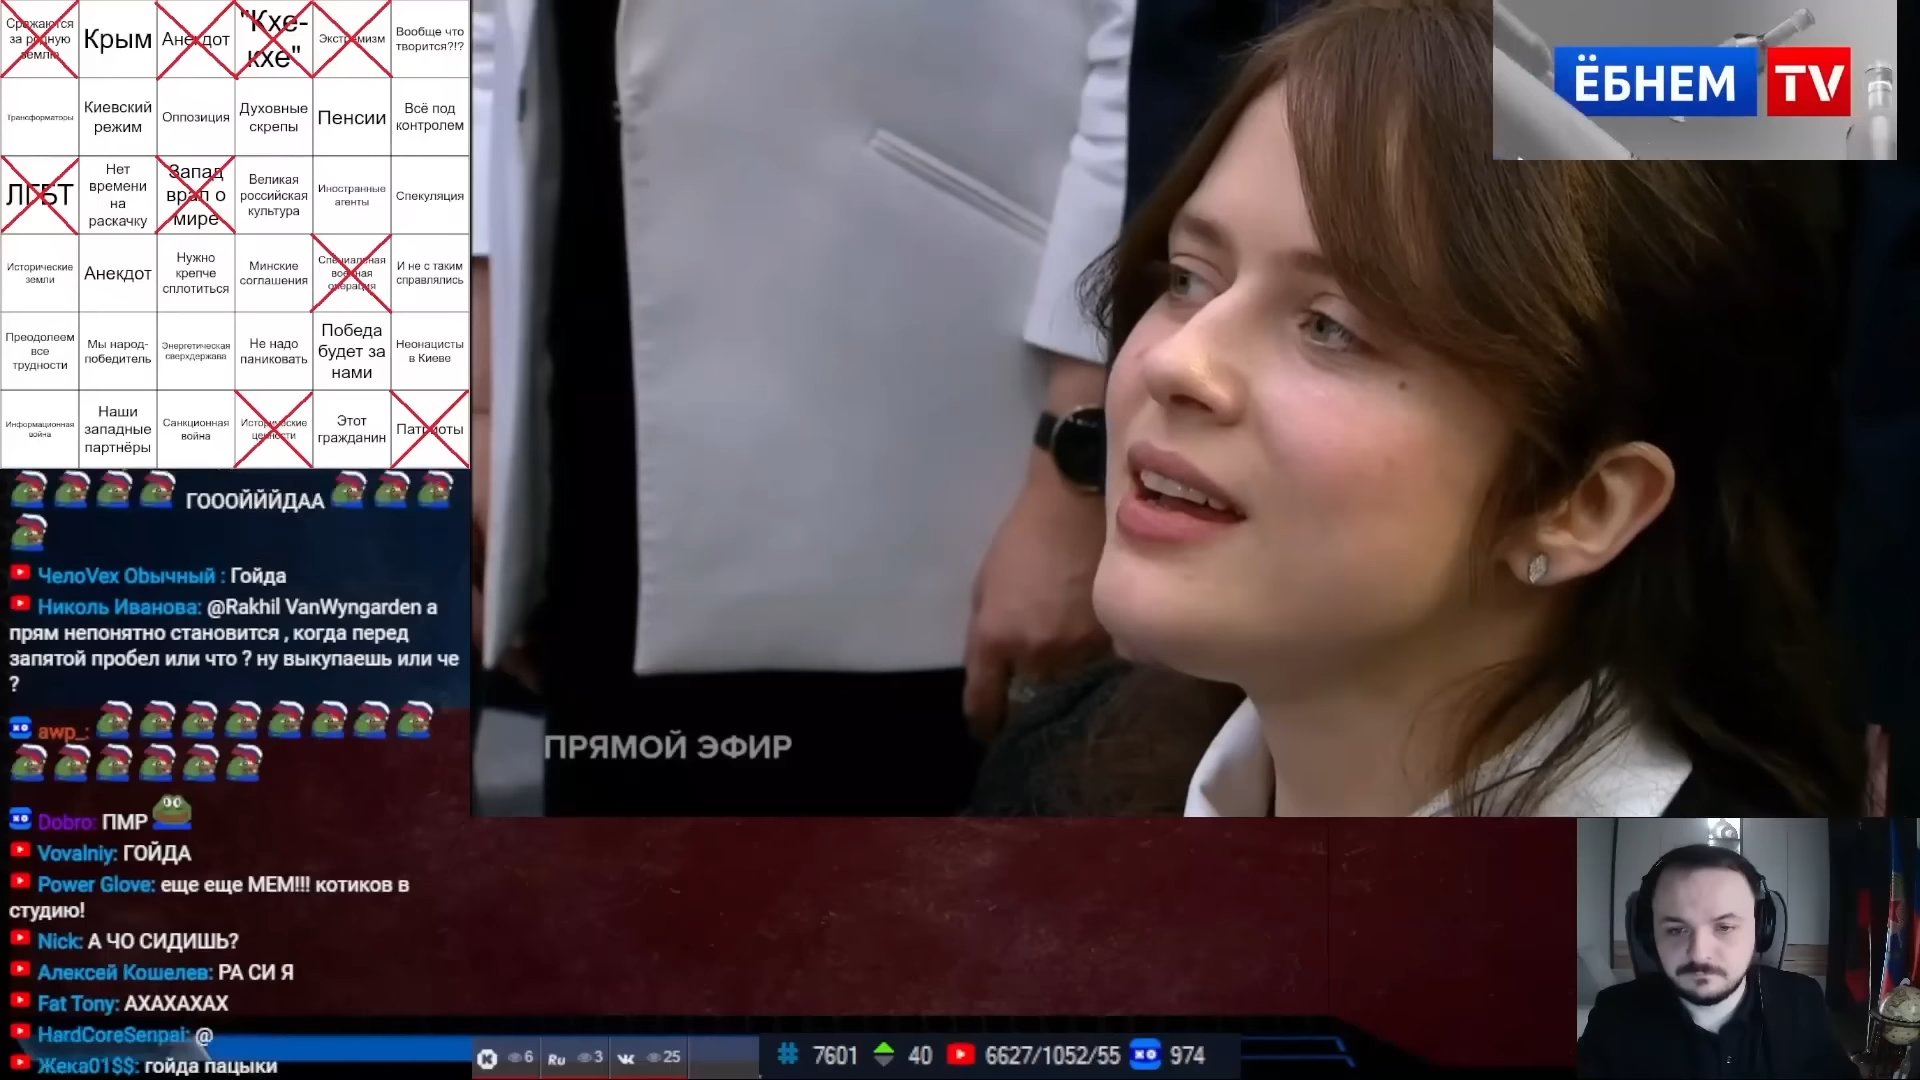 Сражаются
за родную
землю
Крым
Анекдот
"Кхе-
кхе"
Экстремизм
Вообще что
творится?!?
Трансформаторы
Киевский
режим
Оппозиция
Духовные
скрепы
Пенсии
Всё под
контролем
ЛГБТ
Нет
времени
на
раскачку
Запад
врал о
мире
Великая
российская
культура
Иностранные
агенты
Спекуляция
Исторические
земли
Анекдот
Нужно
крепче
сплотиться
Минские
соглашения
Специальная
военная
операция
И не с таким
справлялись
Преодолеем
все
трудности
Мы народ-
победитель
Энергетическая
сверхдержава
Не надо
паниковать
Победа
будет за
нами
Неонацисты
в Киеве
Информационная
война
Наши
западные
партнёры
Санкционная
война
Исторические
ценности
Этот
гражданин
Патриоты
ЁБНЕМ TV
ПРЯМОЙ ЭФИР
ГОООЙЙЙДАА
ЧелоVex Оbычный : Гойда
Николь Иванова: @Rakhil VanWyngarden а
прям непонятно становится , когда перед
запятой пробел или что ? ну выкупаешь или че
?
awp_:
Dobro: ПМР
Vovalniy: ГОЙДА
Power Glove: еще еще МЕМ!!! котиков в
студию!
Nick: А ЧО СИДИШЬ?
Алексей Кошелев: РА СИ Я
Fat Tony: АХАХАХАХ
HardCoreSenpai: @
Жека01$$: гойда пацыки
K 6 Ru 3 VK 25 # 7601 40 6627/1052/55 XO 974